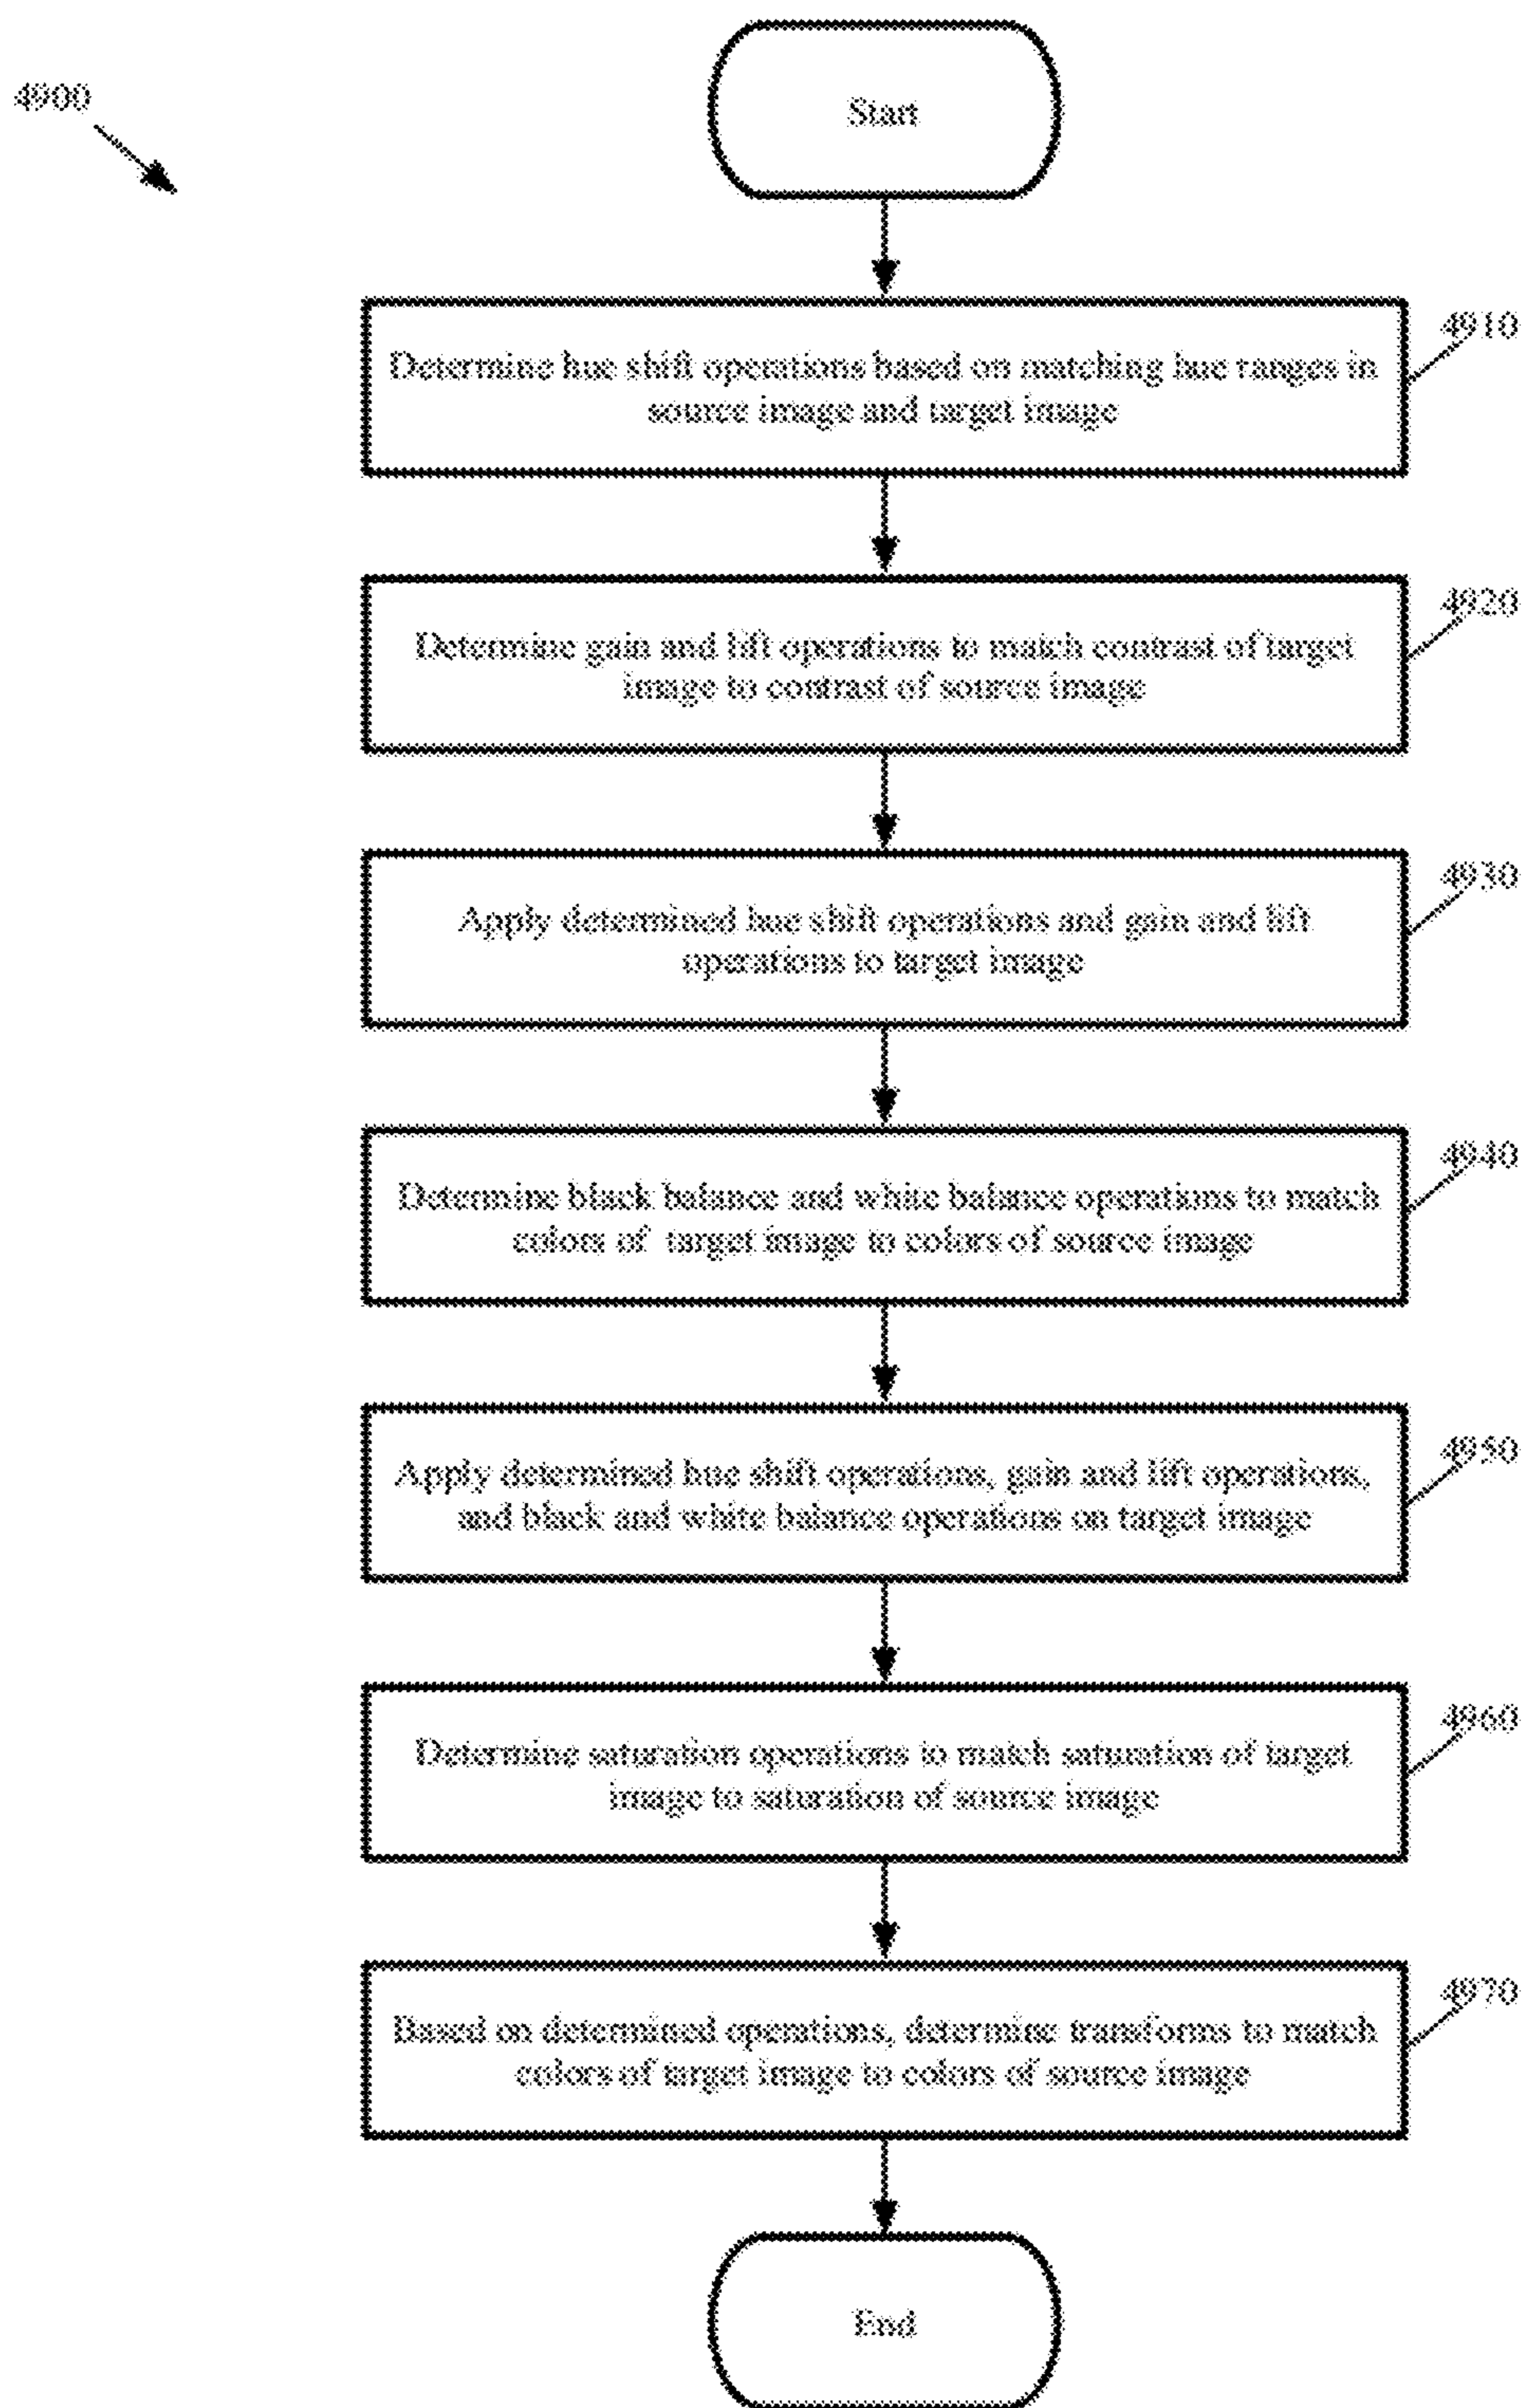 4900
Start
4910
Determine hue shift operations based on matching hue ranges in
source image and target image
4920
Determine gain and lift operations to match contrast of target
image to contrast of source image
4930
Apply determined hue shift operations and gain and lift
operations to target image
4940
Determine black balance and white balance operations to match
colors of target image to colors of source image
4950
Apply determined hue shift operations, gain and lift operations,
and black and white balance operations on target image
4960
Determine saturation operations to match saturation of target
image to saturation of source image
4970
Based on determined operations, determine transforms to match
colors of target image to colors of source image
End